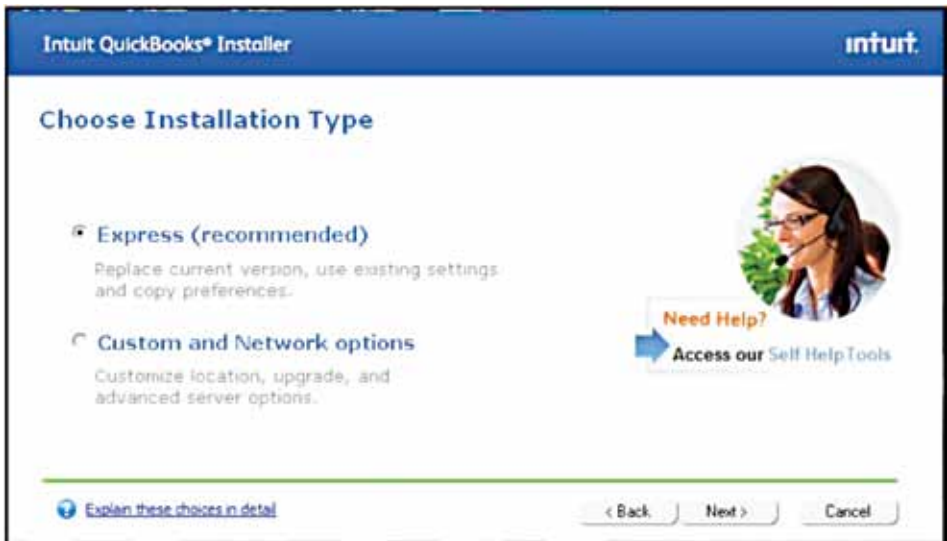 Intuit QuickBooks® Installer
ıntuıt.
Choose Installation Type
Express (recommended)
Replace current version, use existing settings
and copy preferences.
Custom and Network options
Customize location, upgrade, and
advanced server options.
Need Help?
Access our Self Help Tools
Explain these choices in detail
< Back
Next >
Cancel